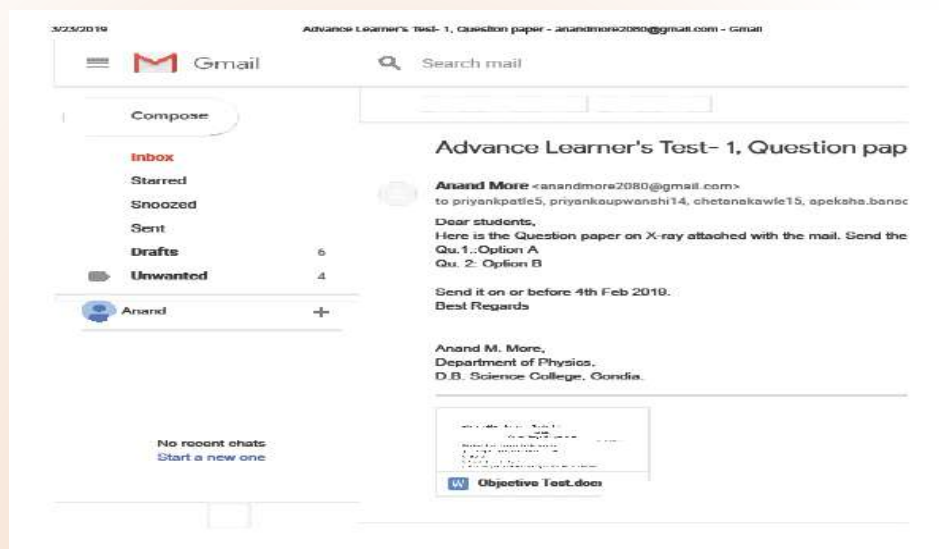 3/23/2019 Advance Learner's Test- 1, Question paper - anandmore2080@gmail.com - Gmail
Gmail
Search mail
Compose
Inbox
Starred
Snoozed
Sent
Drafts 6
Unwanted 4
Anand +
No recent chats
Start a new one
Advance Learner's Test- 1, Question pap
Anand More <anandmore2080@gmail.com>
to priyankpatle5, priyankaupwanshi14, chetanakawle15, apeksha.bansc
Dear students,
Here is the Question paper on X-ray attached with the mail. Send the
Qu.1.:Option A
Qu. 2: Option B
Send it on or before 4th Feb 2019.
Best Regards
Anand M. More,
Department of Physics,
D.B. Science College, Gondia.
W Objective Test.docx